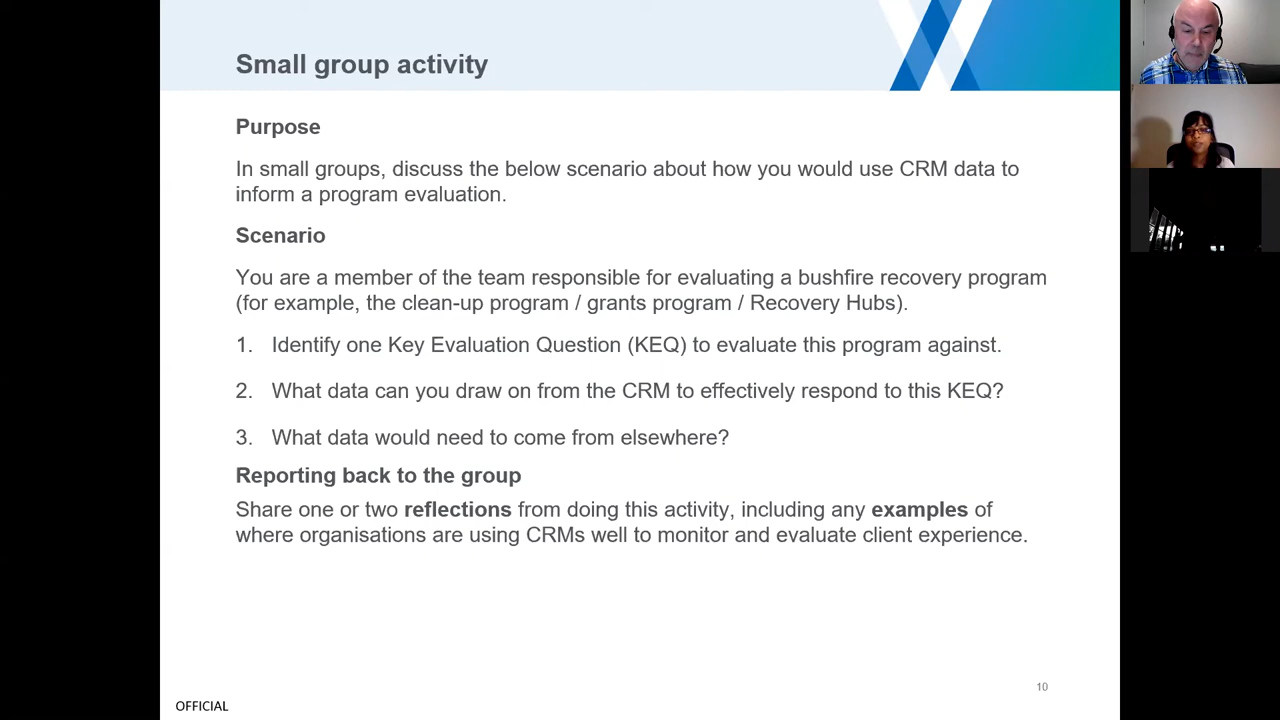 Small group activity
Purpose
In small groups, discuss the below scenario about how you would use CRM data to
inform a program evaluation.
Scenario
You are a member of the team responsible for evaluating a bushfire recovery program
(for example, the clean-up program / grants program / Recovery Hubs).
1. Identify one Key Evaluation Question (KEQ) to evaluate this program against.
2. What data can you draw on from the CRM to effectively respond to this KEQ?
3. What data would need to come from elsewhere?
Reporting back to the group
Share one or two reflections from doing this activity, including any examples of
where organisations are using CRMs well to monitor and evaluate client experience.
10
OFFICIAL